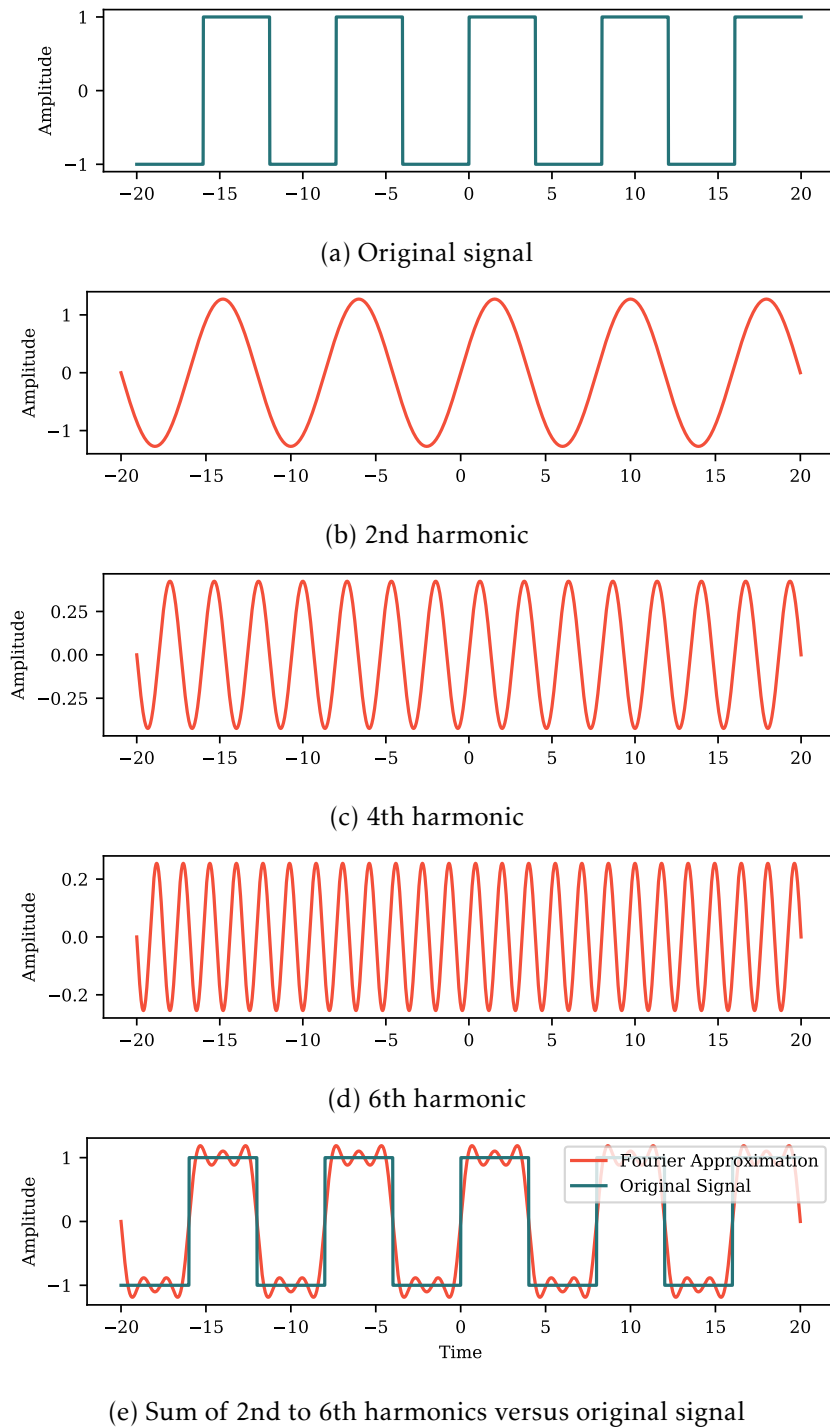 1
0
−1
Amplitude
−20 −15 −10 −5 0 5 10 15 20
(a) Original signal
1
0
−1
Amplitude
−20 −15 −10 −5 0 5 10 15 20
(b) 2nd harmonic
0.25
0.00
−0.25
Amplitude
−20 −15 −10 −5 0 5 10 15 20
(c) 4th harmonic
0.2
0.0
−0.2
Amplitude
−20 −15 −10 −5 0 5 10 15 20
(d) 6th harmonic
1
0
−1
Amplitude
Fourier Approximation
Original Signal
−20 −15 −10 −5 0 5 10 15 20
Time
(e) Sum of 2nd to 6th harmonics versus original signal